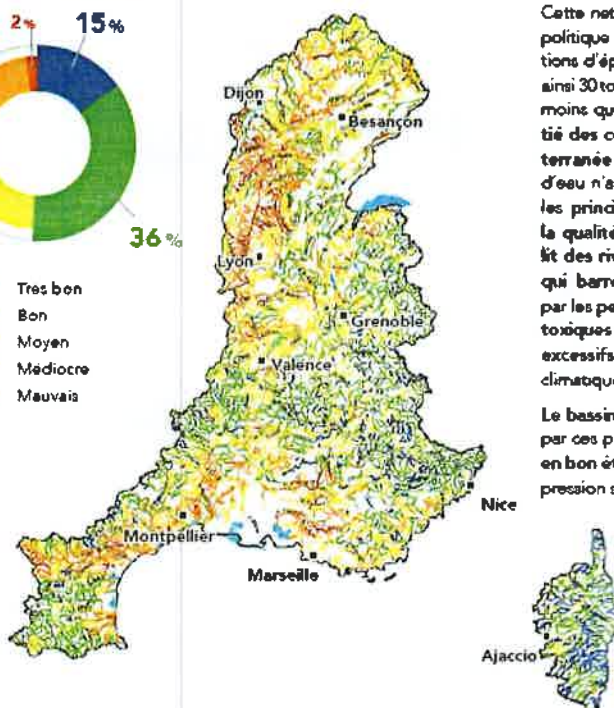 2%
15%
36%
Tres bon
Bon
Moyen
Médiocre
Mauvais
Dijon
Besançon
Lyon
Grenoble
Valence
Nice
Montpellier
Marseille
Ajaccio
Cette net
politique
tions d'ép
ainsi 30 to
moins qu
tié des c
terranée
d'eau n'a
les princi
la qualité
lit des riv
qui barr
par les pe
toxiques
excessifs
climatique
Le bassin
par ces p
en bon ét
pression s